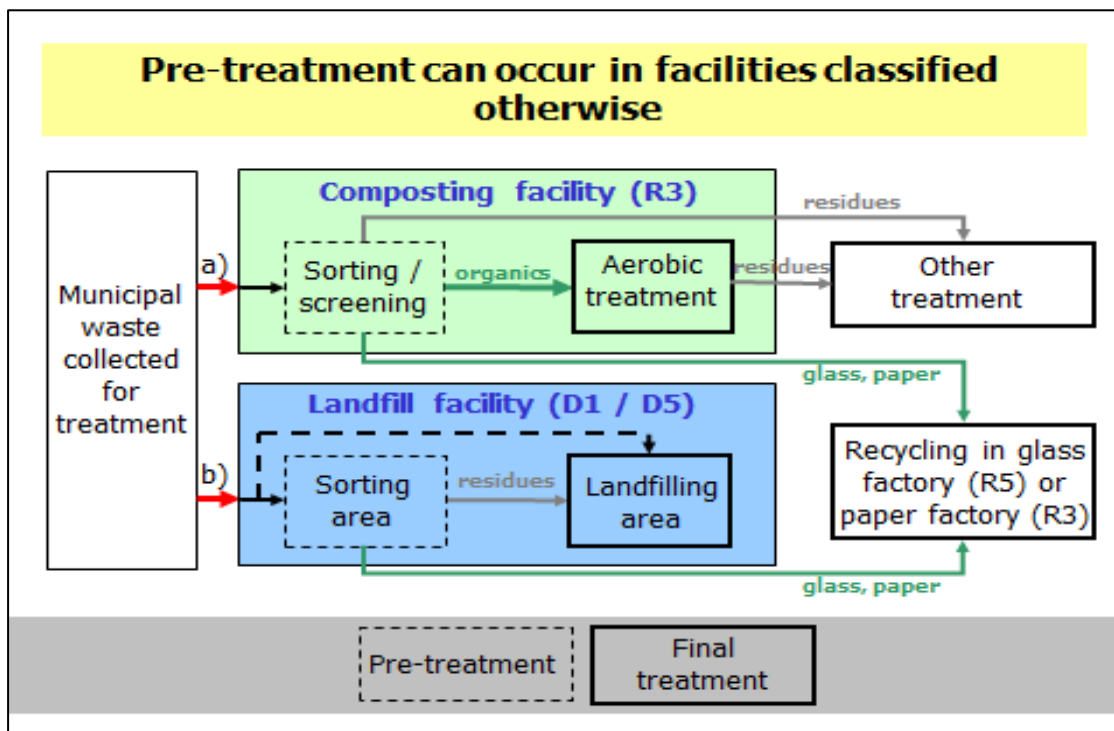 Pre-treatment can occur in facilities classified
otherwise
Municipal
waste
collected
for
treatment
a)
b)
Composting facility (R3)
Sorting /
screening
organics
Aerobic
treatment
residues
residues
Other
treatment
glass, paper
Landfill facility (D1 / D5)
Sorting
area
residues
Landfilling
area
Recycling in glass
factory (R5) or
paper factory (R3)
glass, paper
Pre-treatment
Final
treatment